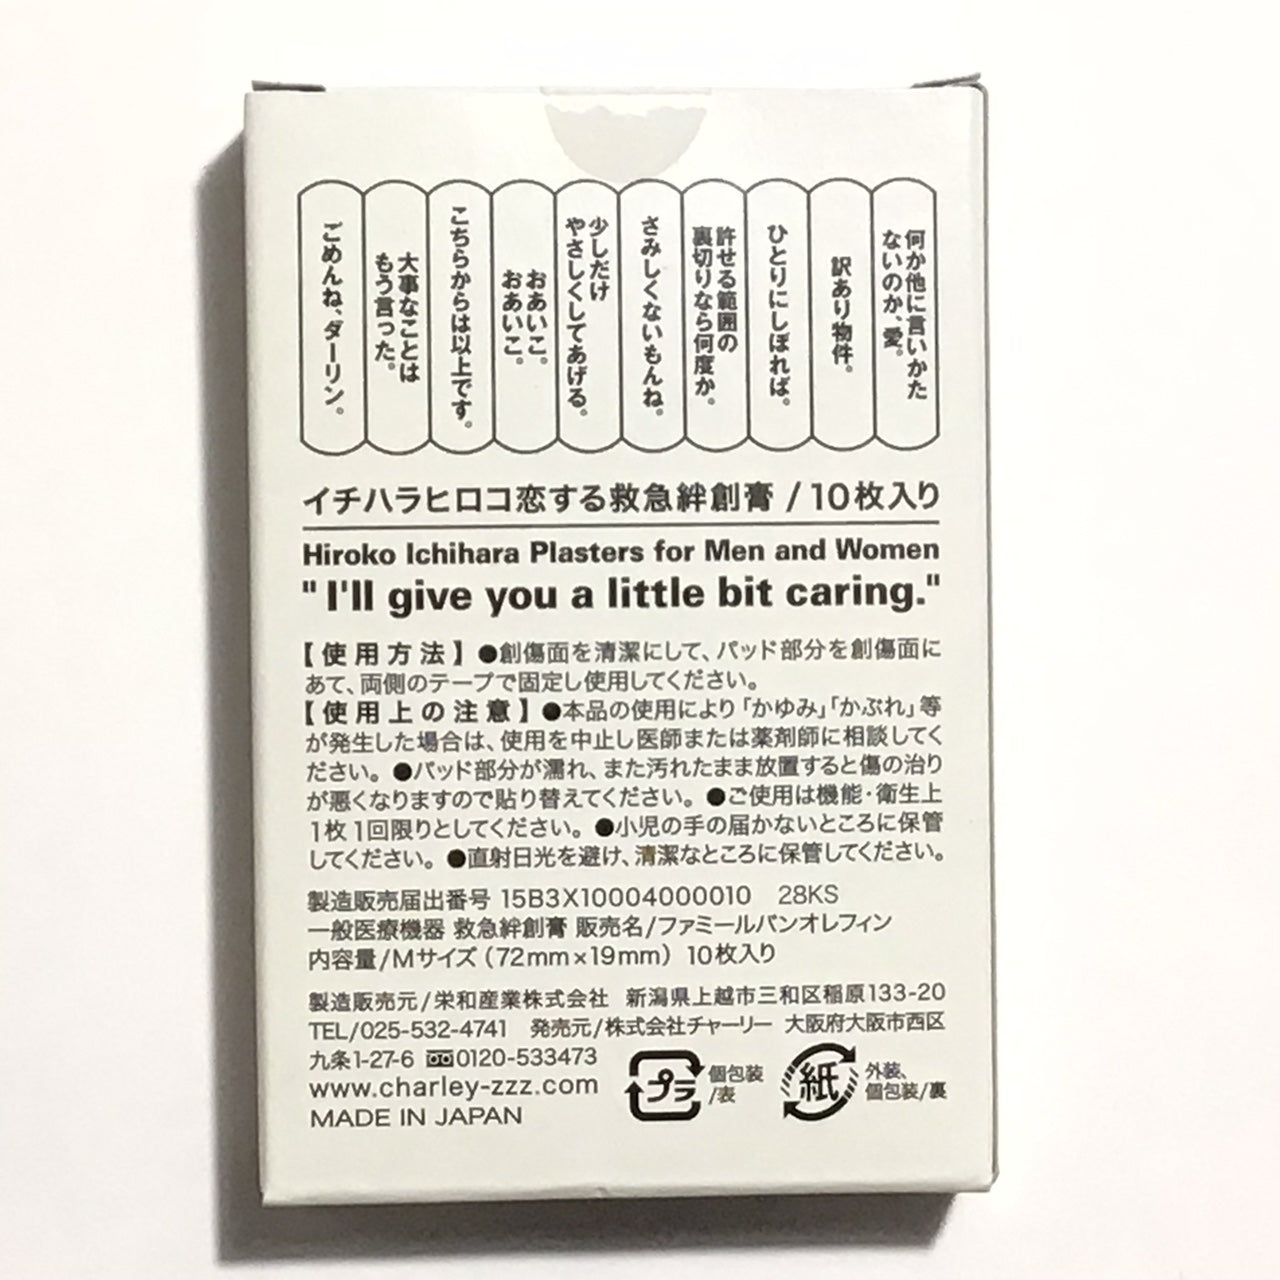 何か他に言いかた
ないのか、愛。
訳あり物件。
ひとりにしぼれば。
許せる範囲の
裏切りなら何度か。
さみしくないもんね。
少しだけ
やさしくしてあげる。
おあいこ。
おあいこ。
こちらからは以上です。
大事なことは
もう言った。
ごめんね、ダーリン。
イチハラヒロコ恋する救急絆創膏 / 10枚入り
Hiroko Ichihara Plasters for Men and Women
"I'll give you a little bit caring."
【使用方法】●創傷面を清潔にして、パッド部分を創傷面に
あて、両側のテープで固定し使用してください。
【使用上の注意】●本品の使用により「かゆみ」「かぶれ」等
が発生した場合は、使用を中止し医師または薬剤師に相談してく
ださい。●パッド部分が濡れ、また汚れたまま放置すると傷の治り
が悪くなりますので貼り替えてください。●ご使用は機能・衛生上
1枚1回限りとしてください。●小児の手の届かないところに保管
してください。●直射日光を避け、清潔なところに保管してください。
製造販売届出番号 15B3X10004000010 28KS
一般医療機器 救急絆創膏 販売名/ファミールバンオレフィン
内容量/Mサイズ（72mm×19mm）10枚入り
製造販売元/栄和産業株式会社 新潟県上越市三和区稲原133-20
TEL/025-532-4741 発売元/株式会社チャーリー 大阪府大阪市西区
九条1-27-6 0120-533473
www.charley-zzz.com
MADE IN JAPAN
プラ
個包装
/表
紙
外装、
個包装/裏